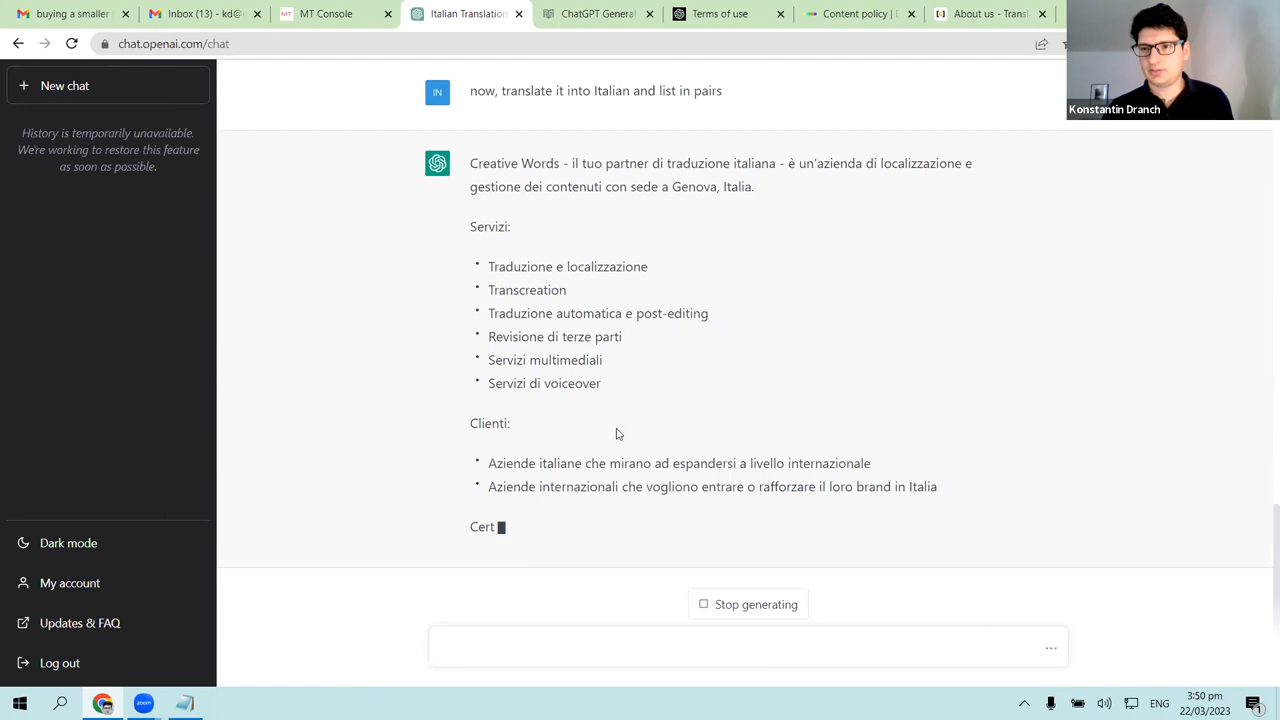 buying a smaller
Inbox (13) - kd@
MT Console
Italian Translation
ChatGPT General
Terms of use
Content policy | D
About us - Transl
chat.openai.com/chat
New chat
History is temporarily unavailable.
We're working to restore this feature
as soon as possible.
IN
now, translate it into Italian and list in pairs
Konstantin Dranch
Creative Words - il tuo partner di traduzione italiana - è un'azienda di localizzazione e
gestione dei contenuti con sede a Genova, Italia.
Servizi:
Traduzione e localizzazione
Transcreation
Traduzione automatica e post-editing
Revisione di terze parti
Servizi multimediali
Servizi di voiceover
Clienti:
Aziende italiane che mirano ad espandersi a livello internazionale
Aziende internazionali che vogliono entrare o rafforzare il loro brand in Italia
Cert
Dark mode
My account
Updates & FAQ
Log out
Stop generating
zoom
ENG
3:50 pm
22/03/2023
1